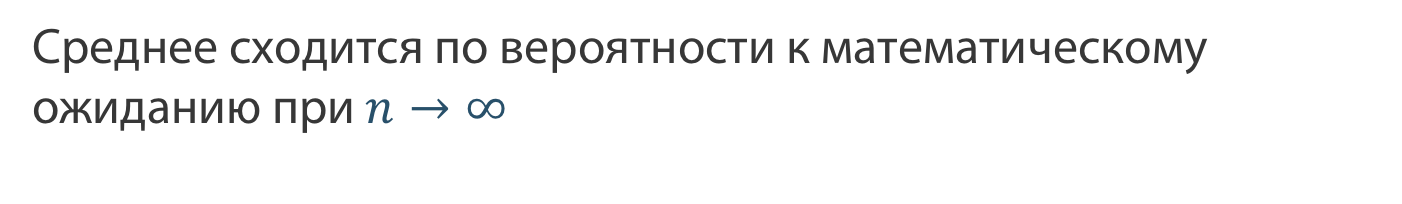 Среднее сходится по вероятности к математическому
ожиданию при n → ∞